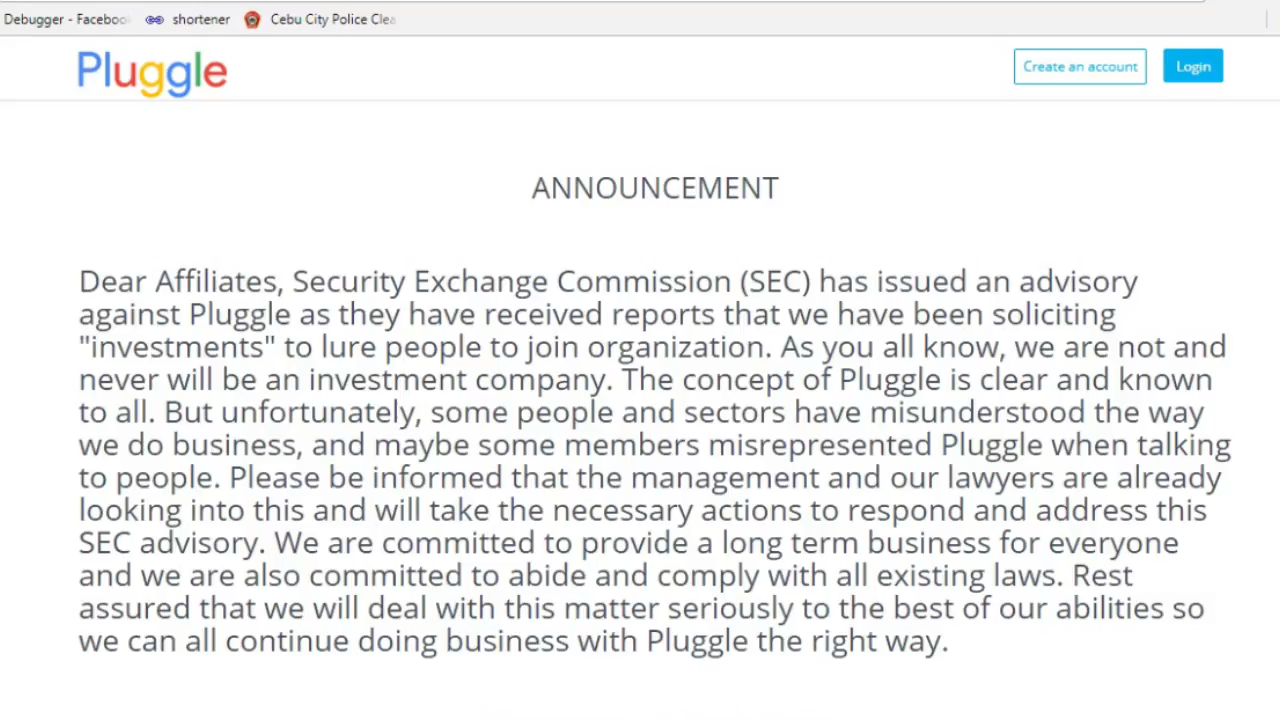 Debugger - Facebo shortener Cebu City Police Cle
Pluggle Create an account Login
ANNOUNCEMENT
Dear Affiliates, Security Exchange Commission (SEC) has issued an advisory
against Pluggle as they have received reports that we have been soliciting
"investments" to lure people to join organization. As you all know, we are not and
never will be an investment company. The concept of Pluggle is clear and known
to all. But unfortunately, some people and sectors have misunderstood the way
we do business, and maybe some members misrepresented Pluggle when talking
to people. Please be informed that the management and our lawyers are already
looking into this and will take the necessary actions to respond and address this
SEC advisory. We are committed to provide a long term business for everyone
and we are also committed to abide and comply with all existing laws. Rest
assured that we will deal with this matter seriously to the best of our abilities so
we can all continue doing business with Pluggle the right way.